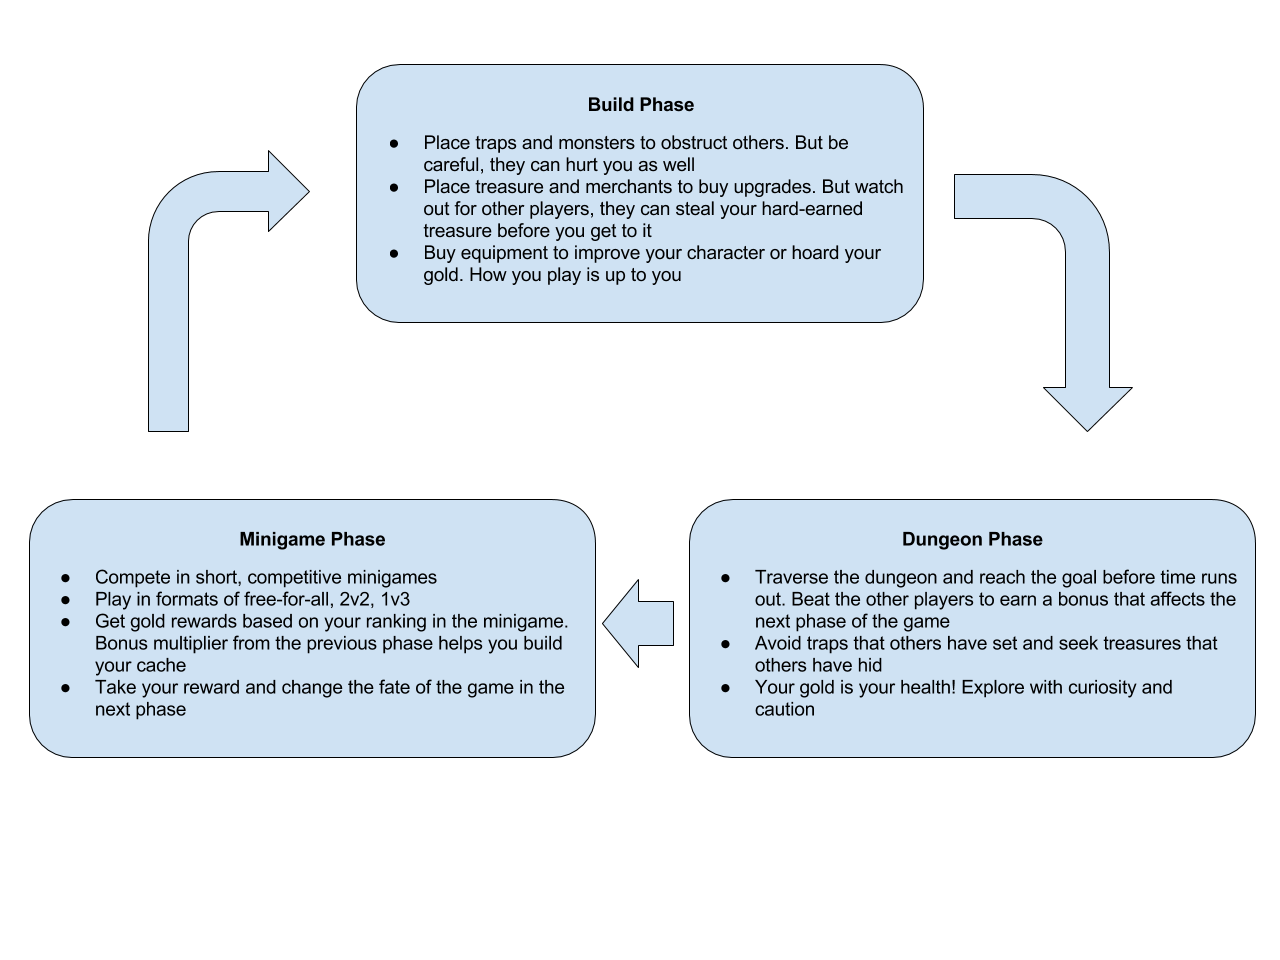 Build Phase
● Place traps and monsters to obstruct others. But be
careful, they can hurt you as well
● Place treasure and merchants to buy upgrades. But watch
out for other players, they can steal your hard-earned
treasure before you get to it
● Buy equipment to improve your character or hoard your
gold. How you play is up to you
Minigame Phase
● Compete in short, competitive minigames
● Play in formats of free-for-all, 2v2, 1v3
● Get gold rewards based on your ranking in the minigame.
Bonus multiplier from the previous phase helps you build
your cache
● Take your reward and change the fate of the game in the
next phase
Dungeon Phase
● Traverse the dungeon and reach the goal before time runs
out. Beat the other players to earn a bonus that affects the
next phase of the game
● Avoid traps that others have set and seek treasures that
others have hid
● Your gold is your health! Explore with curiosity and
caution